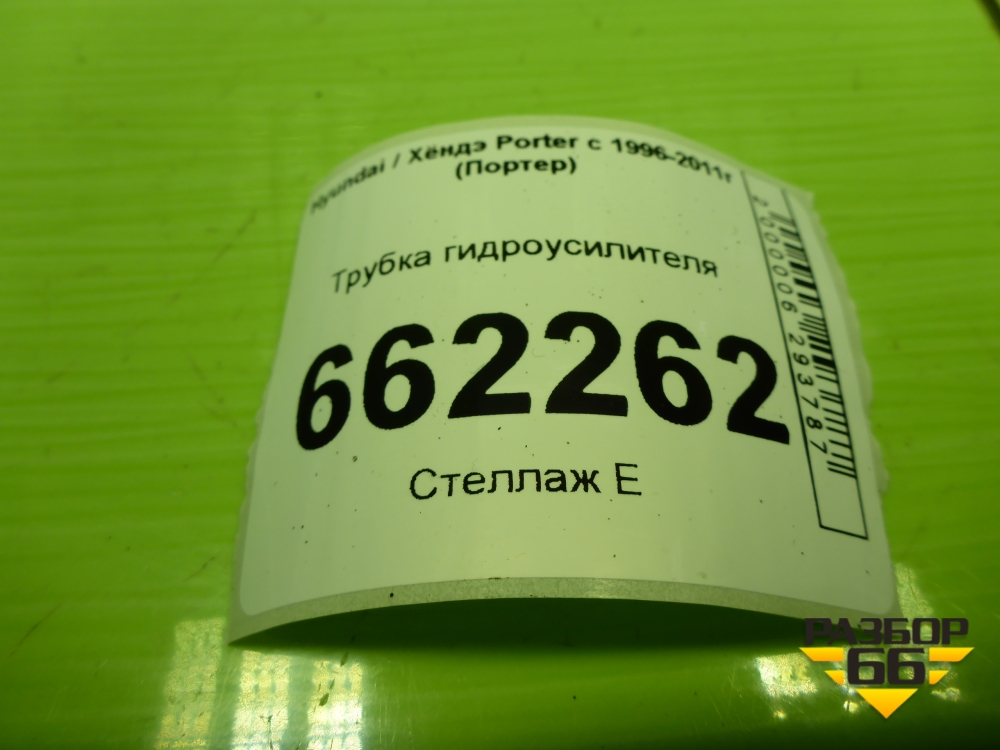 Hyundai / Хёндэ Porter с 1996-2011г
(Портер)
Трубка гидроусилителя
662262
Стеллаж Е
2000006293787
РАЗБОР
66